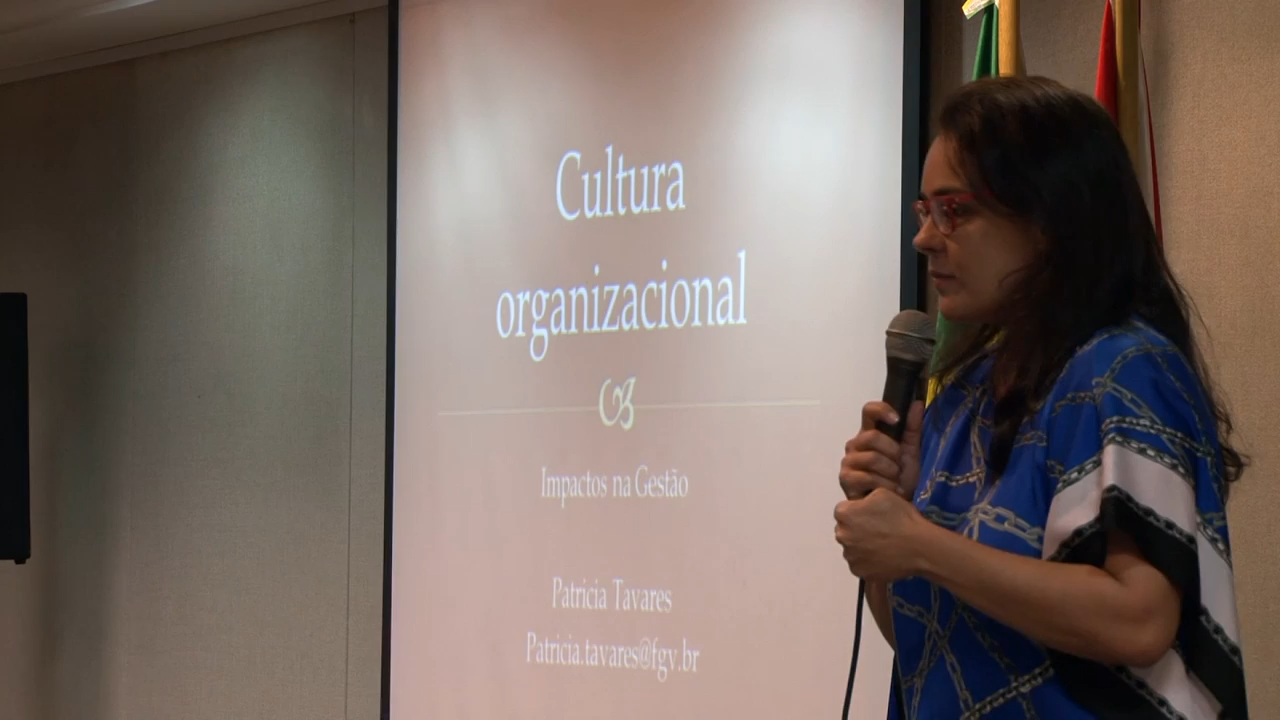 Cultura
organizacional
Impactos na Gestão
Patricia Tavares
Patricia.tavares@fgv.br